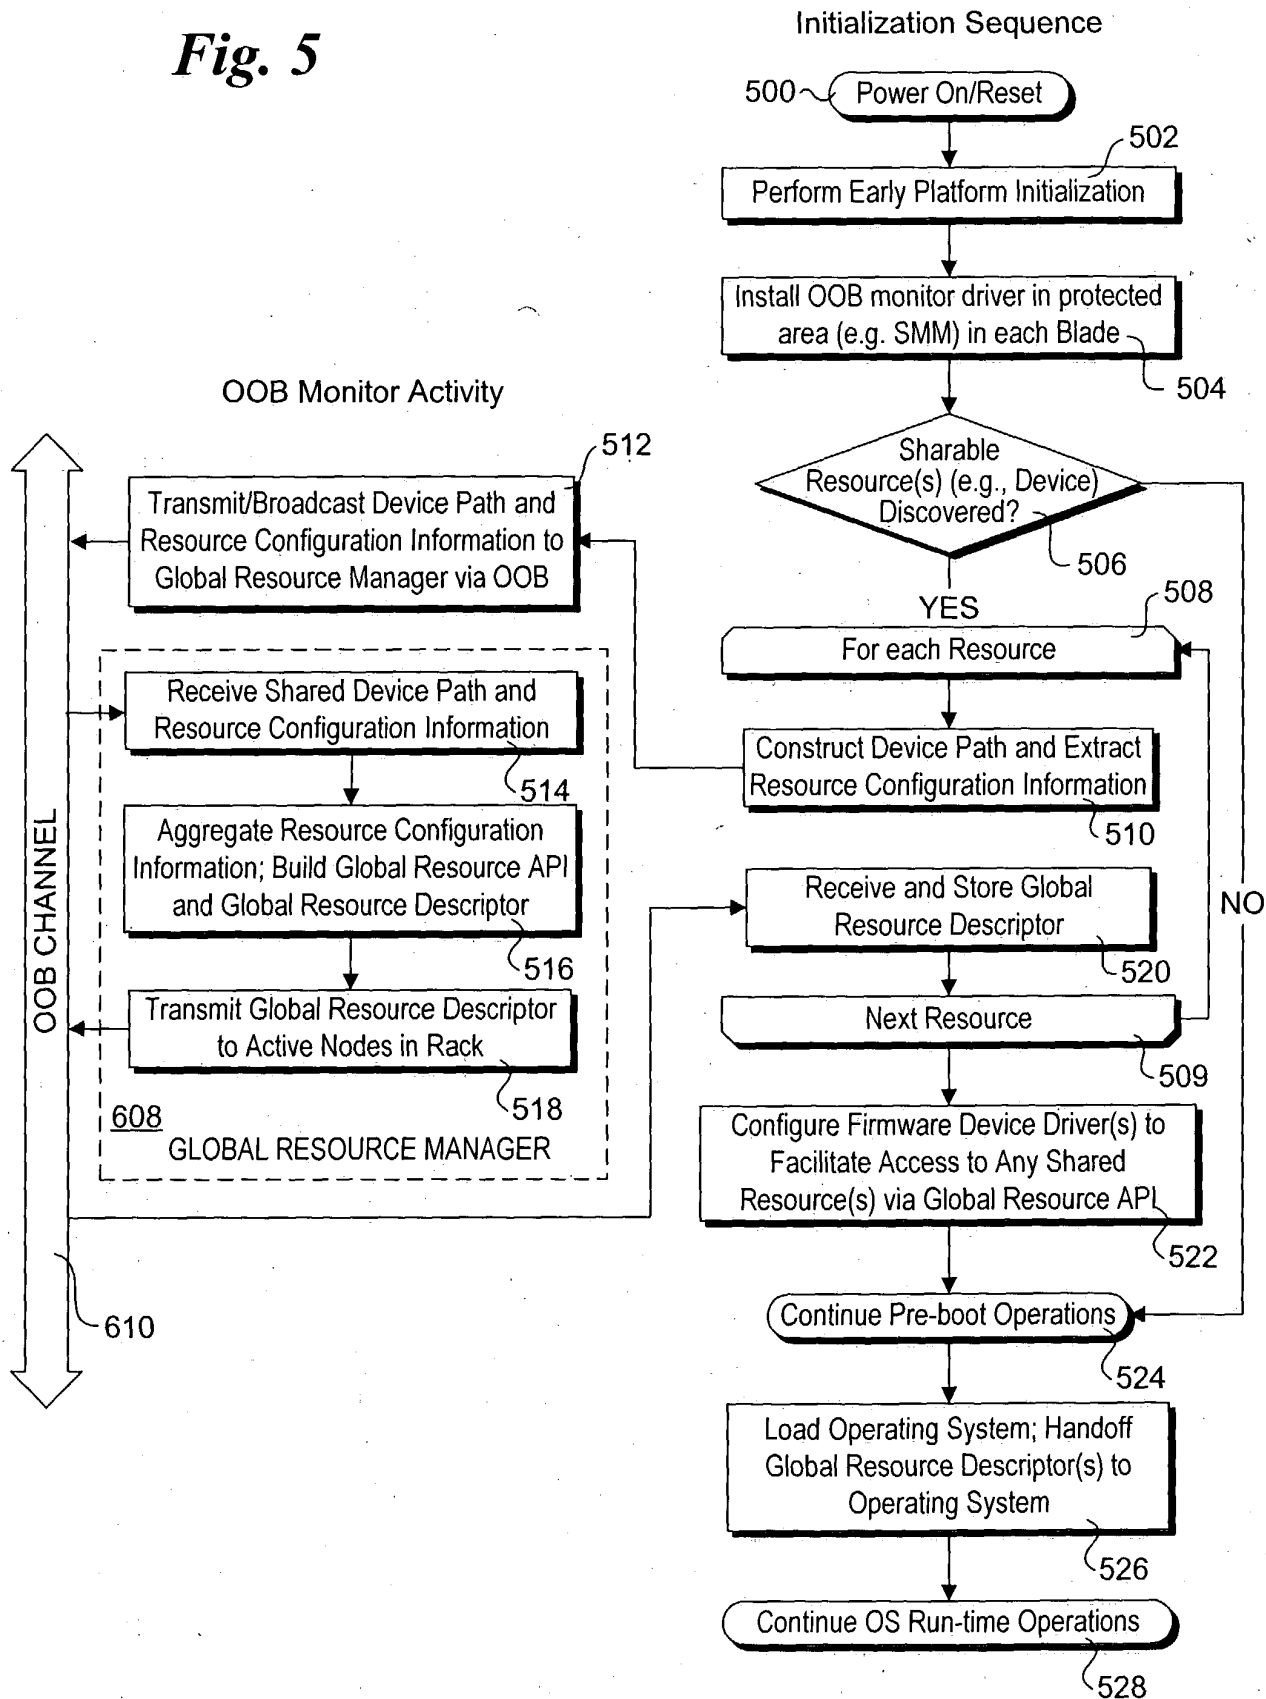 Fig. 5
Initialization Sequence
500
Power On/Reset
502
Perform Early Platform Initialization
Install OOB monitor driver in protected
area (e.g. SMM) in each Blade
504
OOB Monitor Activity
Sharable
Resource(s) (e.g., Device)
Discovered?
506
YES
NO
508
For each Resource
Construct Device Path and Extract
Resource Configuration Information
510
512
Transmit/Broadcast Device Path and
Resource Configuration Information to
Global Resource Manager via OOB
Receive Shared Device Path and
Resource Configuration Information
514
Aggregate Resource Configuration
Information; Build Global Resource API
and Global Resource Descriptor
516
Transmit Global Resource Descriptor
to Active Nodes in Rack
518
608
GLOBAL RESOURCE MANAGER
OOB CHANNEL
610
Receive and Store Global
Resource Descriptor
520
Next Resource
509
Configure Firmware Device Driver(s) to
Facilitate Access to Any Shared
Resource(s) via Global Resource API
522
Continue Pre-boot Operations
524
Load Operating System; Handoff
Global Resource Descriptor(s) to
Operating System
526
Continue OS Run-time Operations
528